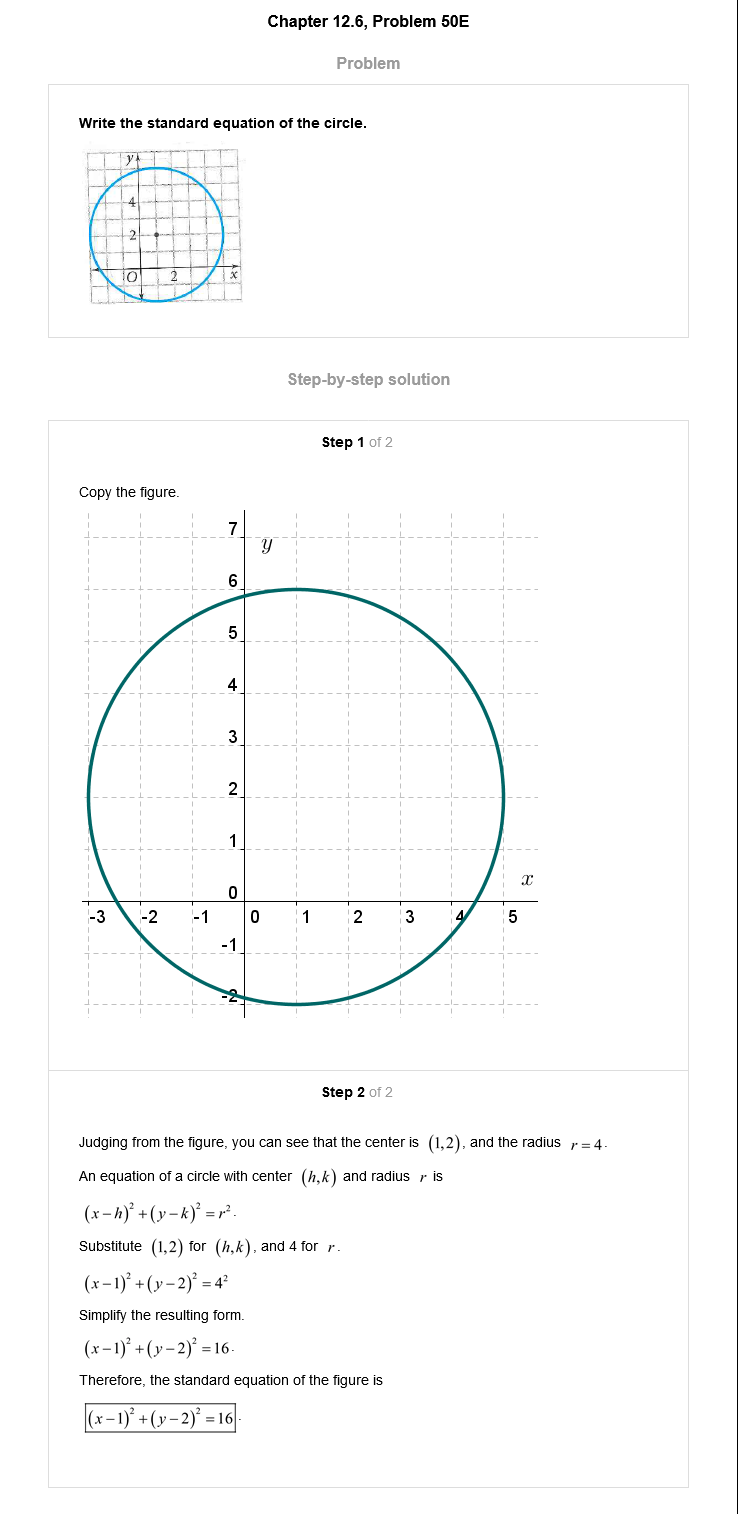 Chapter 12.6, Problem 50E
Problem
Write the standard equation of the circle.
y
4
2
O 2 x
Step-by-step solution
Step 1 of 2
Copy the figure.
7
y
6
5
4
3
2
1
x
0
-3 -2 -1 0 1 2 3 4 5
-1
-2
Step 2 of 2
Judging from the figure, you can see that the center is (1,2), and the radius r = 4.
An equation of a circle with center (h,k) and radius r is
(x−h)² + (y−k)² = r².
Substitute (1,2) for (h,k), and 4 for r.
(x−1)² + (y−2)² = 4²
Simplify the resulting form.
(x−1)² + (y−2)² = 16.
Therefore, the standard equation of the figure is
(x−1)² + (y−2)² = 16.